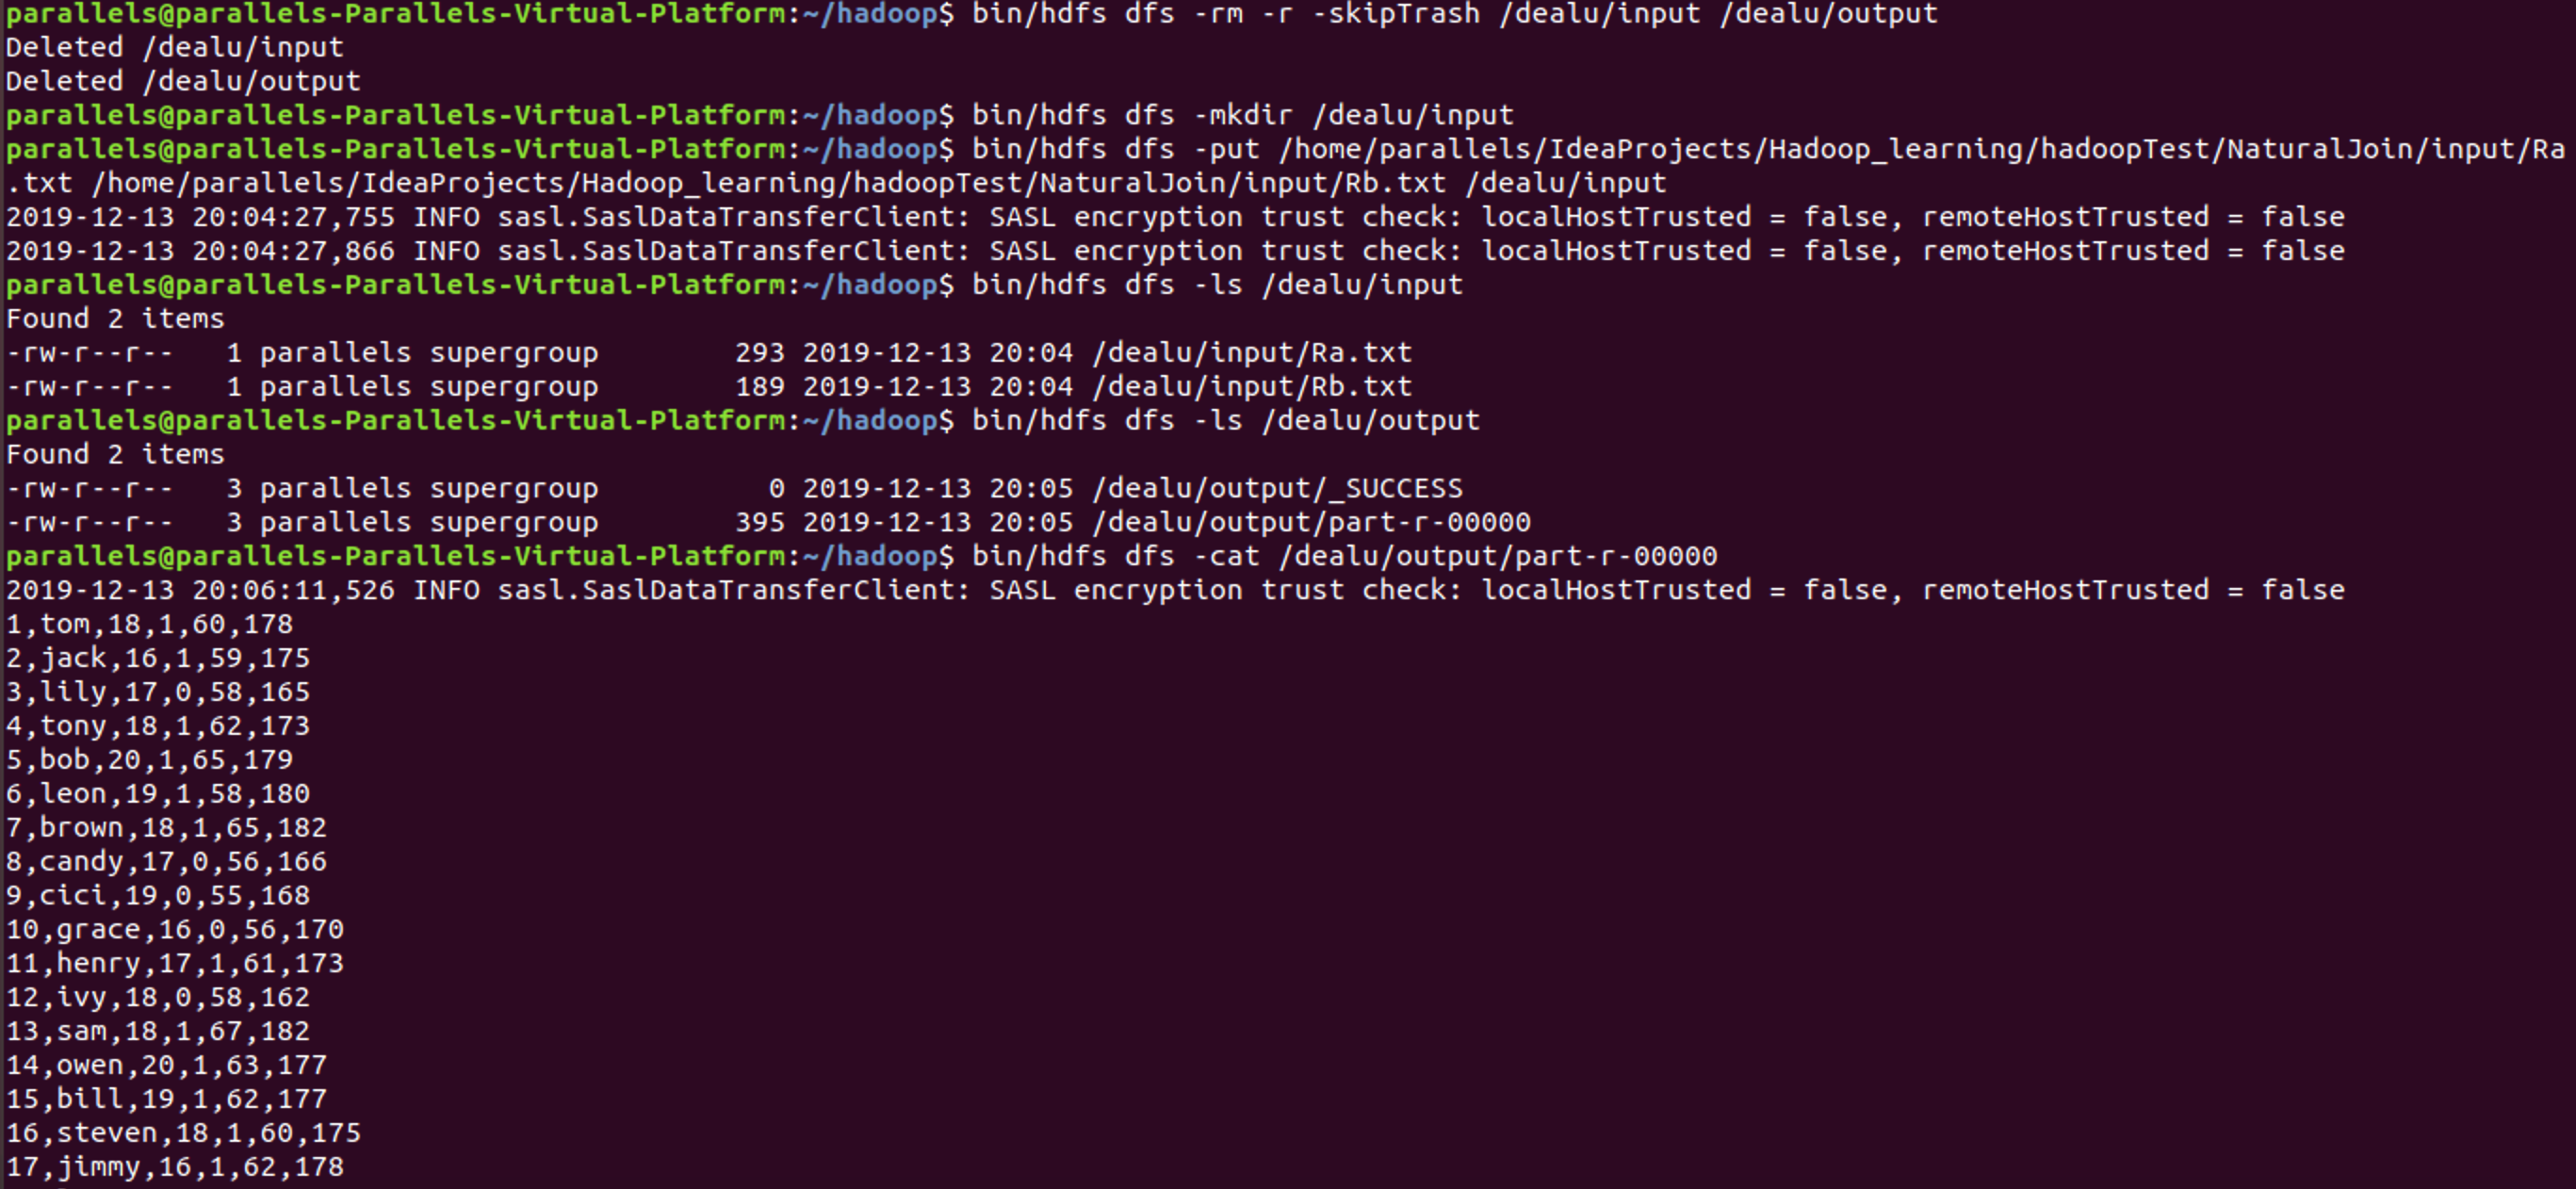 parallels@parallels-Parallels-Virtual-Platform:~/hadoop$ bin/hdfs dfs -rm -r -skipTrash /dealu/input /dealu/output
Deleted /dealu/input
Deleted /dealu/output
parallels@parallels-Parallels-Virtual-Platform:~/hadoop$ bin/hdfs dfs -mkdir /dealu/input
parallels@parallels-Parallels-Virtual-Platform:~/hadoop$ bin/hdfs dfs -put /home/parallels/IdeaProjects/Hadoop_learning/hadoopTest/NaturalJoin/input/Ra
.txt /home/parallels/IdeaProjects/Hadoop_learning/hadoopTest/NaturalJoin/input/Rb.txt /dealu/input
2019-12-13 20:04:27,755 INFO sasl.SaslDataTransferClient: SASL encryption trust check: localHostTrusted = false, remoteHostTrusted = false
2019-12-13 20:04:27,866 INFO sasl.SaslDataTransferClient: SASL encryption trust check: localHostTrusted = false, remoteHostTrusted = false
parallels@parallels-Parallels-Virtual-Platform:~/hadoop$ bin/hdfs dfs -ls /dealu/input
Found 2 items
-rw-r--r--   1 parallels supergroup        293 2019-12-13 20:04 /dealu/input/Ra.txt
-rw-r--r--   1 parallels supergroup        189 2019-12-13 20:04 /dealu/input/Rb.txt
parallels@parallels-Parallels-Virtual-Platform:~/hadoop$ bin/hdfs dfs -ls /dealu/output
Found 2 items
-rw-r--r--   3 parallels supergroup          0 2019-12-13 20:05 /dealu/output/_SUCCESS
-rw-r--r--   3 parallels supergroup        395 2019-12-13 20:05 /dealu/output/part-r-00000
parallels@parallels-Parallels-Virtual-Platform:~/hadoop$ bin/hdfs dfs -cat /dealu/output/part-r-00000
2019-12-13 20:06:11,526 INFO sasl.SaslDataTransferClient: SASL encryption trust check: localHostTrusted = false, remoteHostTrusted = false
1,tom,18,1,60,178
2,jack,16,1,59,175
3,lily,17,0,58,165
4,tony,18,1,62,173
5,bob,20,1,65,179
6,leon,19,1,58,180
7,brown,18,1,65,182
8,candy,17,0,56,166
9,cici,19,0,55,168
10,grace,16,0,56,170
11,henry,17,1,61,173
12,ivy,18,0,58,162
13,sam,18,1,67,182
14,owen,20,1,63,177
15,bill,19,1,62,177
16,steven,18,1,60,175
17,jimmy,16,1,62,178